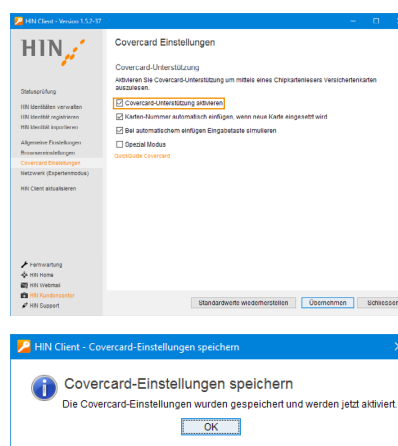 HIN Client - Version 1.5.2-37
HIN
Covercard Einstellungen
Covercard-Unterstützung
Aktivieren Sie Covercard-Unterstützung um mittels eines Chipkartenlesers Versichertenkarten
auszulesen.
Covercard-Unterstützung aktivieren
Karten-Nummer automatisch einfügen, wenn neue Karte eingesetzt wird
Bei automatischem einfügen Eingabetaste simulieren
Spezial Modus
QuickGuide Covercard
Statusprüfung
HIN Identitäten verwalten
HIN Identität registrieren
HIN Identität importieren
Allgemeine Einstellungen
Browsereinstellungen
Covercard Einstellungen
Netzwerk (Expertenmodus)
HIN Client aktualisieren
Fernwartung
HIN Home
HIN Webmail
HIN Kundencenter
HIN Support
Standardwerte wiederherstellen
Übernehmen
Schliessen
HIN Client - Covercard-Einstellungen speichern
Covercard-Einstellungen speichern
Die Covercard-Einstellungen wurden gespeichert und werden jetzt aktiviert.
OK